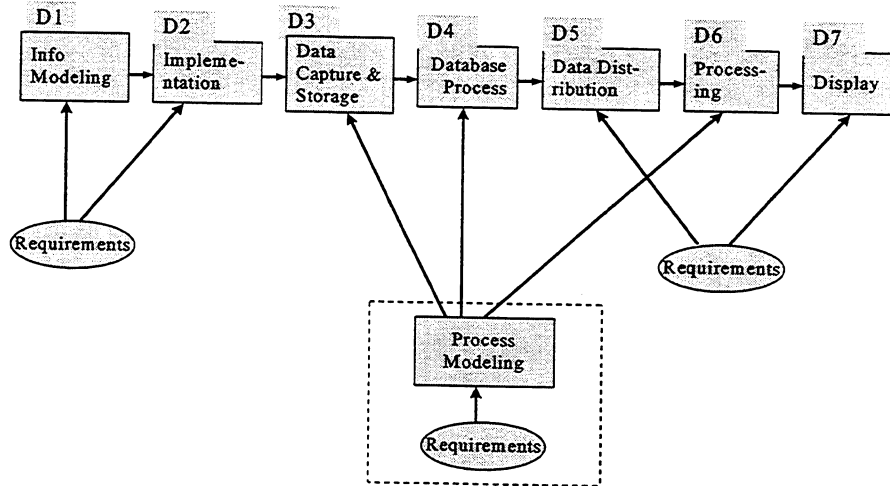 D1
D2
D3
D4
D5
D6
D7
Info
Modeling
Impleme-
ntation
Data
Capture &
Storage
Database
Process
Data Dist-
ribution
Process-
ing
Display
Requirements
Requirements
Process
Modeling
Requirements